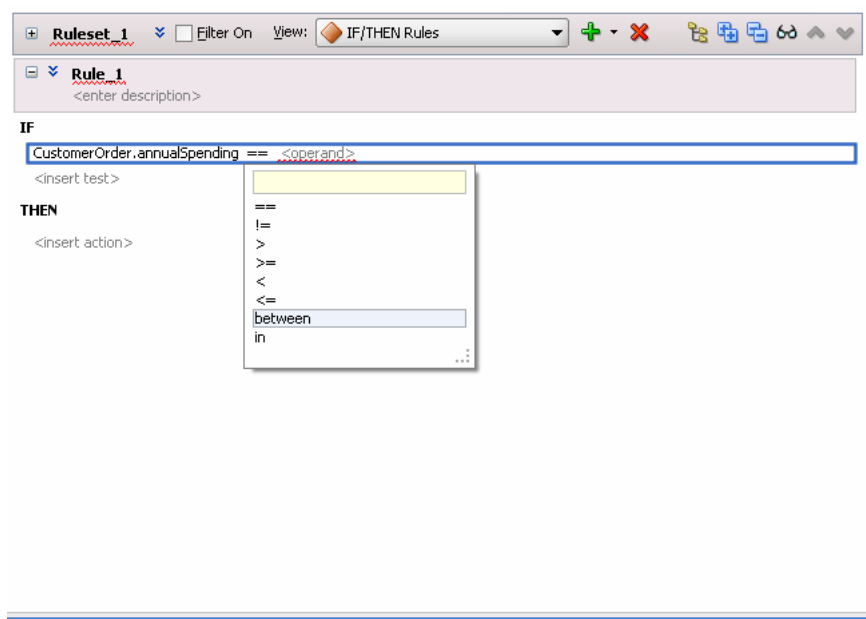 Ruleset_1 Filter On View: IF/THEN Rules
Rule_1
<enter description>
IF
CustomerOrder.annualSpending == <operand>
<insert test>
==
!=
>
>=
<
<=
between
in
THEN
<insert action>